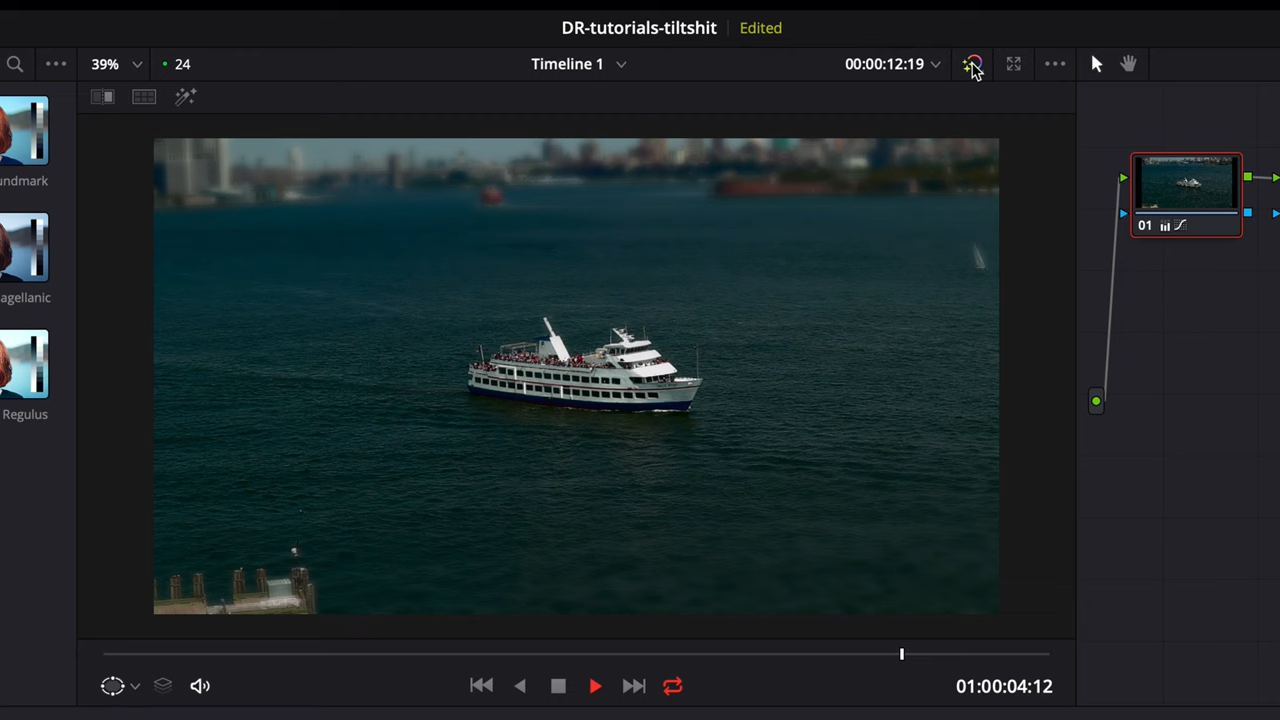 DR-tutorials-tiltshit Edited
39% 24 Timeline 1 00:00:12:19
undmark
agellanic
Regulus
01
01:00:04:12